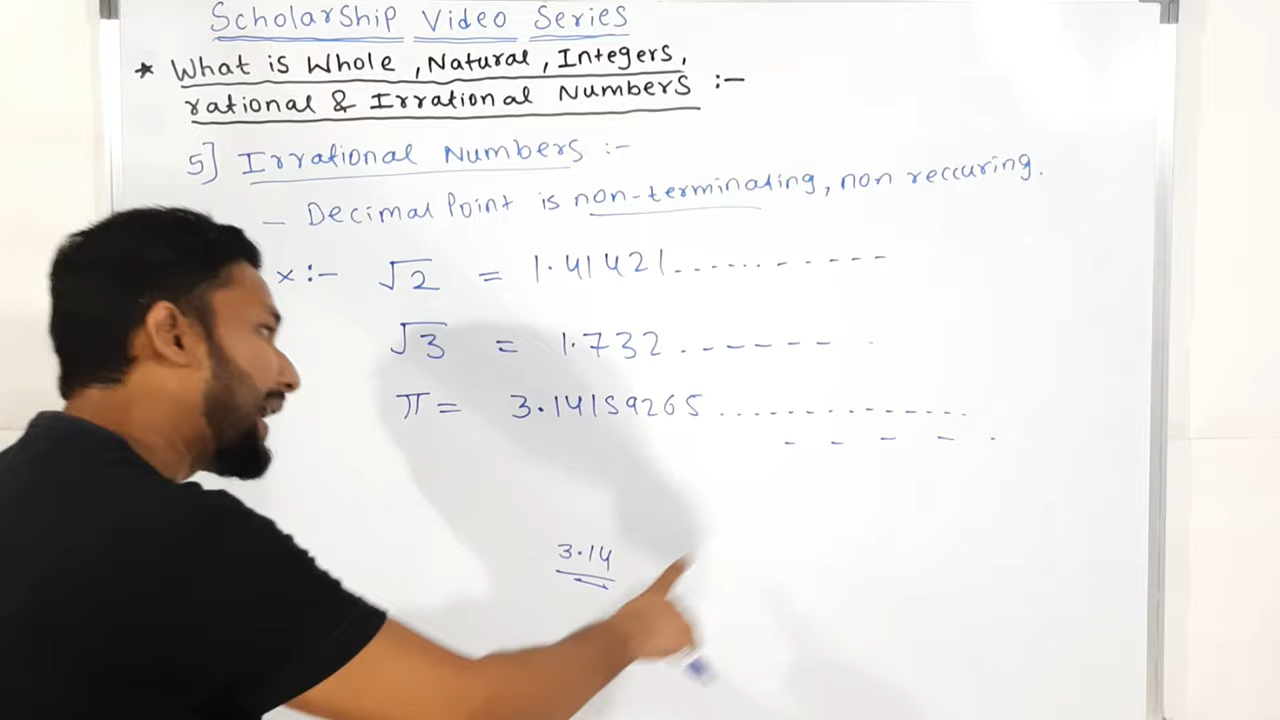 Scholarship Video Series
* What is Whole, Natural, Integers,
rational & Irrational Numbers :-
5] Irrational Numbers :-
- Decimal Point is non-terminating, non reccuring.
x :- √2 = 1.41421.......----
√3 = 1.732.------ -
π = 3.14159265..............
- - - - .
3.14